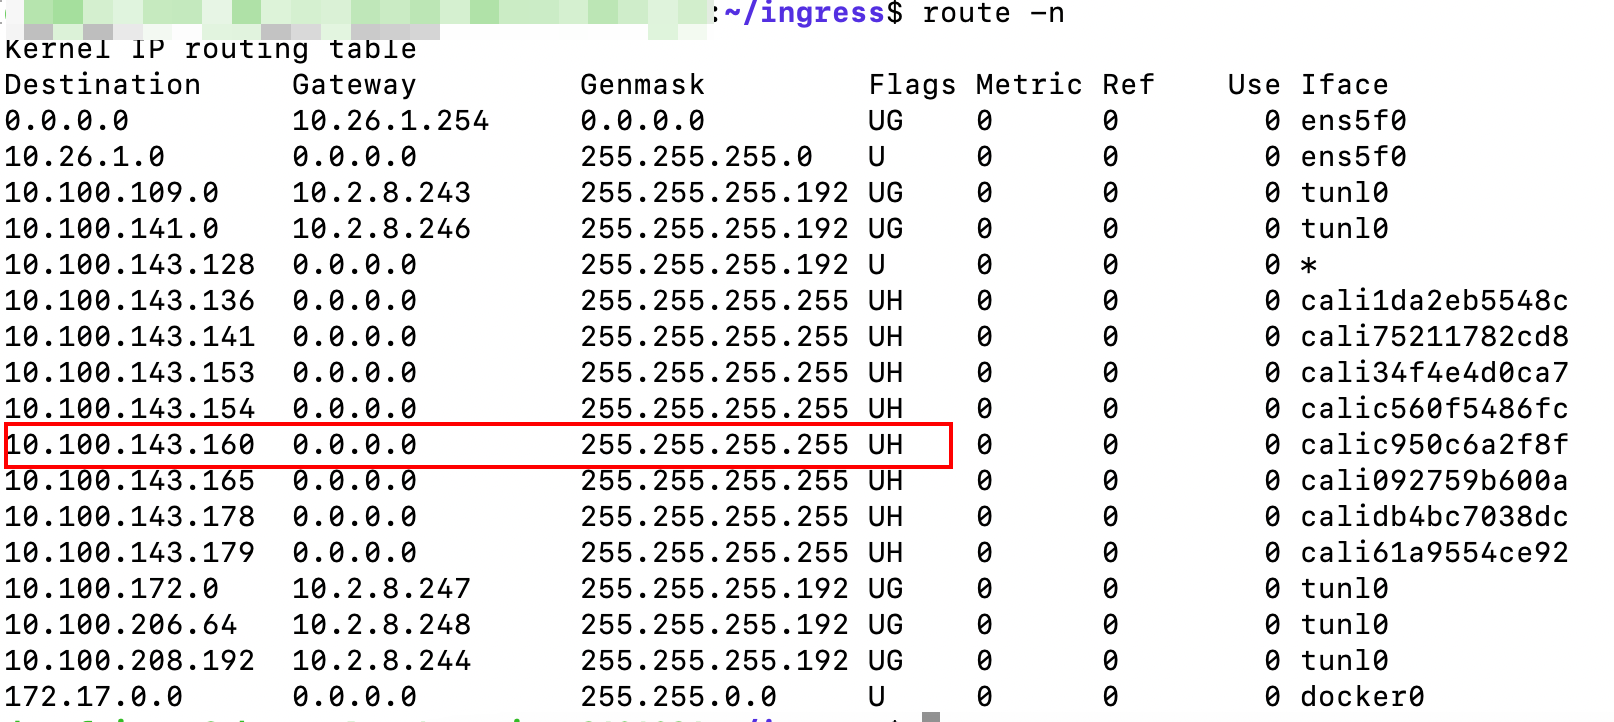 :~/ingress$ route -n
Kernel IP routing table
Destination Gateway Genmask Flags Metric Ref Use Iface
0.0.0.0 10.26.1.254 0.0.0.0 UG 0 0 0 ens5f0
10.26.1.0 0.0.0.0 255.255.255.0 U 0 0 0 ens5f0
10.100.109.0 10.2.8.243 255.255.255.192 UG 0 0 0 tunl0
10.100.141.0 10.2.8.246 255.255.255.192 UG 0 0 0 tunl0
10.100.143.128 0.0.0.0 255.255.255.192 U 0 0 0 *
10.100.143.136 0.0.0.0 255.255.255.255 UH 0 0 0 cali1da2eb5548c
10.100.143.141 0.0.0.0 255.255.255.255 UH 0 0 0 cali75211782cd8
10.100.143.153 0.0.0.0 255.255.255.255 UH 0 0 0 cali34f4e4d0ca7
10.100.143.154 0.0.0.0 255.255.255.255 UH 0 0 0 calic560f5486fc
10.100.143.160 0.0.0.0 255.255.255.255 UH 0 0 0 calic950c6a2f8f
10.100.143.165 0.0.0.0 255.255.255.255 UH 0 0 0 cali092759b600a
10.100.143.178 0.0.0.0 255.255.255.255 UH 0 0 0 calidb4bc7038dc
10.100.143.179 0.0.0.0 255.255.255.255 UH 0 0 0 cali61a9554ce92
10.100.172.0 10.2.8.247 255.255.255.192 UG 0 0 0 tunl0
10.100.206.64 10.2.8.248 255.255.255.192 UG 0 0 0 tunl0
10.100.208.192 10.2.8.244 255.255.255.192 UG 0 0 0 tunl0
172.17.0.0 0.0.0.0 255.255.0.0 U 0 0 0 docker0